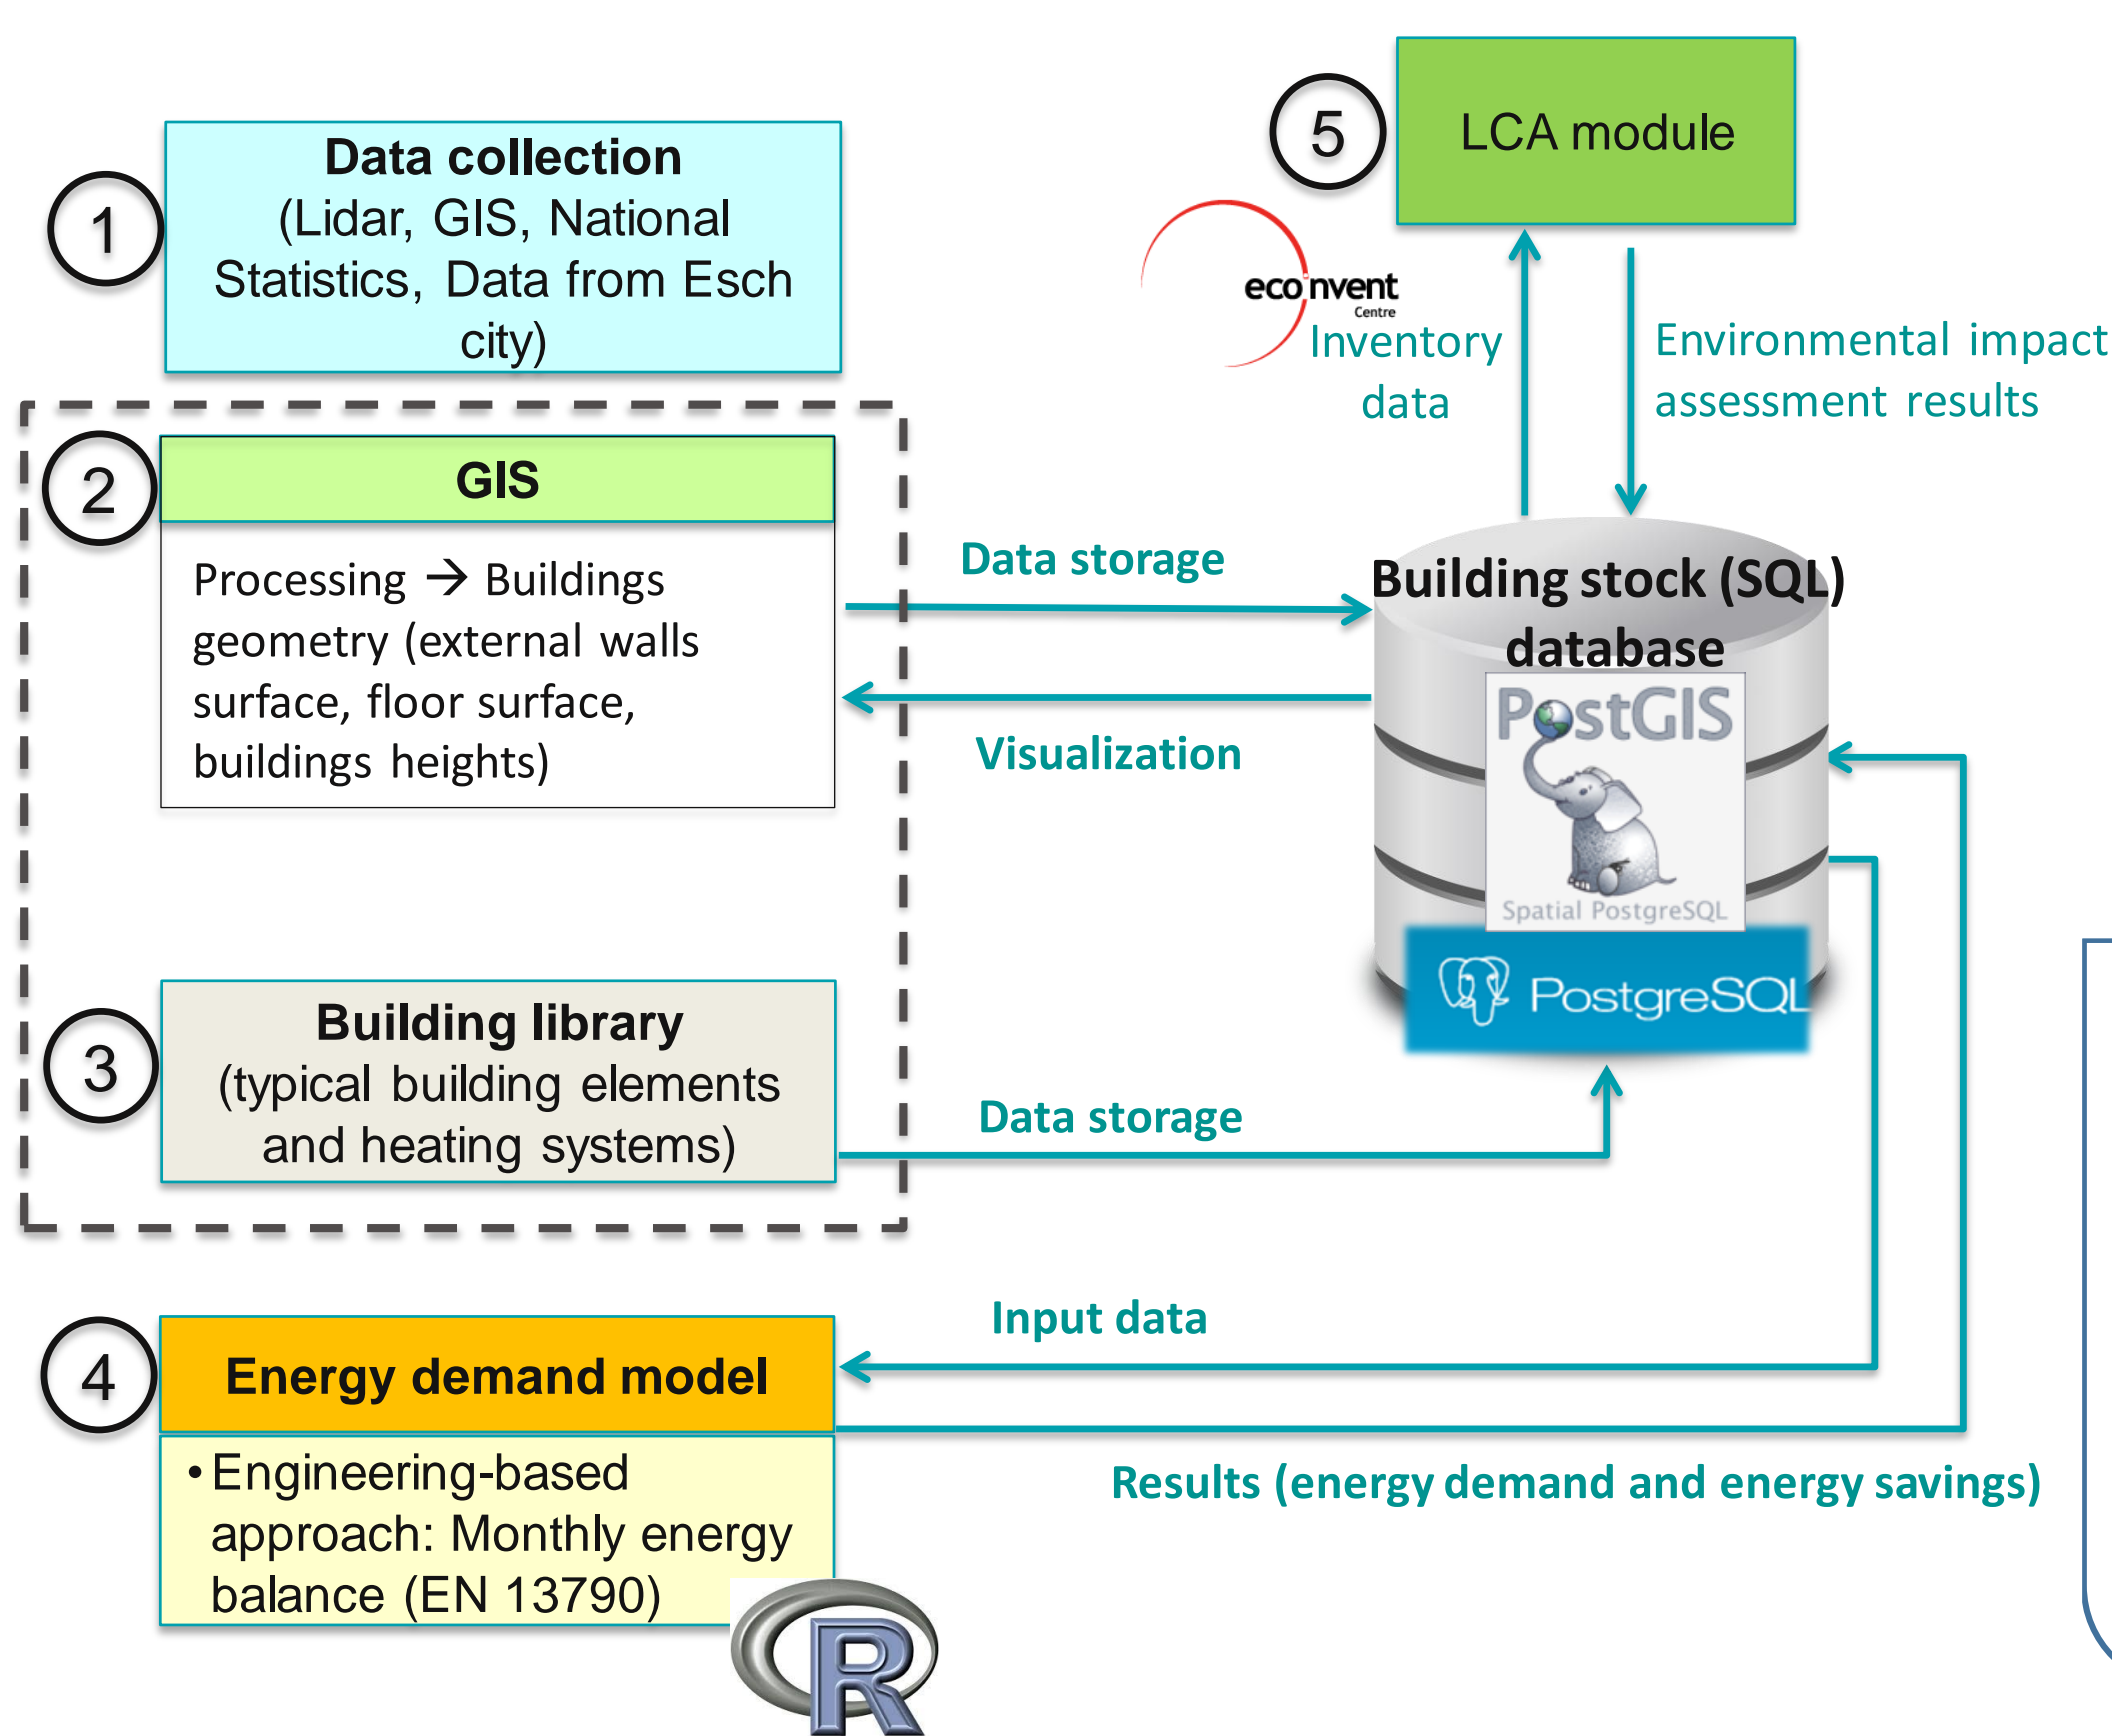 1
Data collection
(Lidar, GIS, National
Statistics, Data from Esch
city)
5
LCA module
ecoinvent
Centre
Inventory
data
Environmental impact
assessment results
2
GIS
Processing → Buildings
geometry (external walls
surface, floor surface,
buildings heights)
Data storage
Visualization
Building stock (SQL)
database
PostGIS
Spatial PostgreSQL
PostgreSQL
3
Building library
(typical building elements
and heating systems)
Data storage
4
Energy demand model
• Engineering-based
approach: Monthly energy
balance (EN 13790)
R
Input data
Results (energy demand and energy savings)